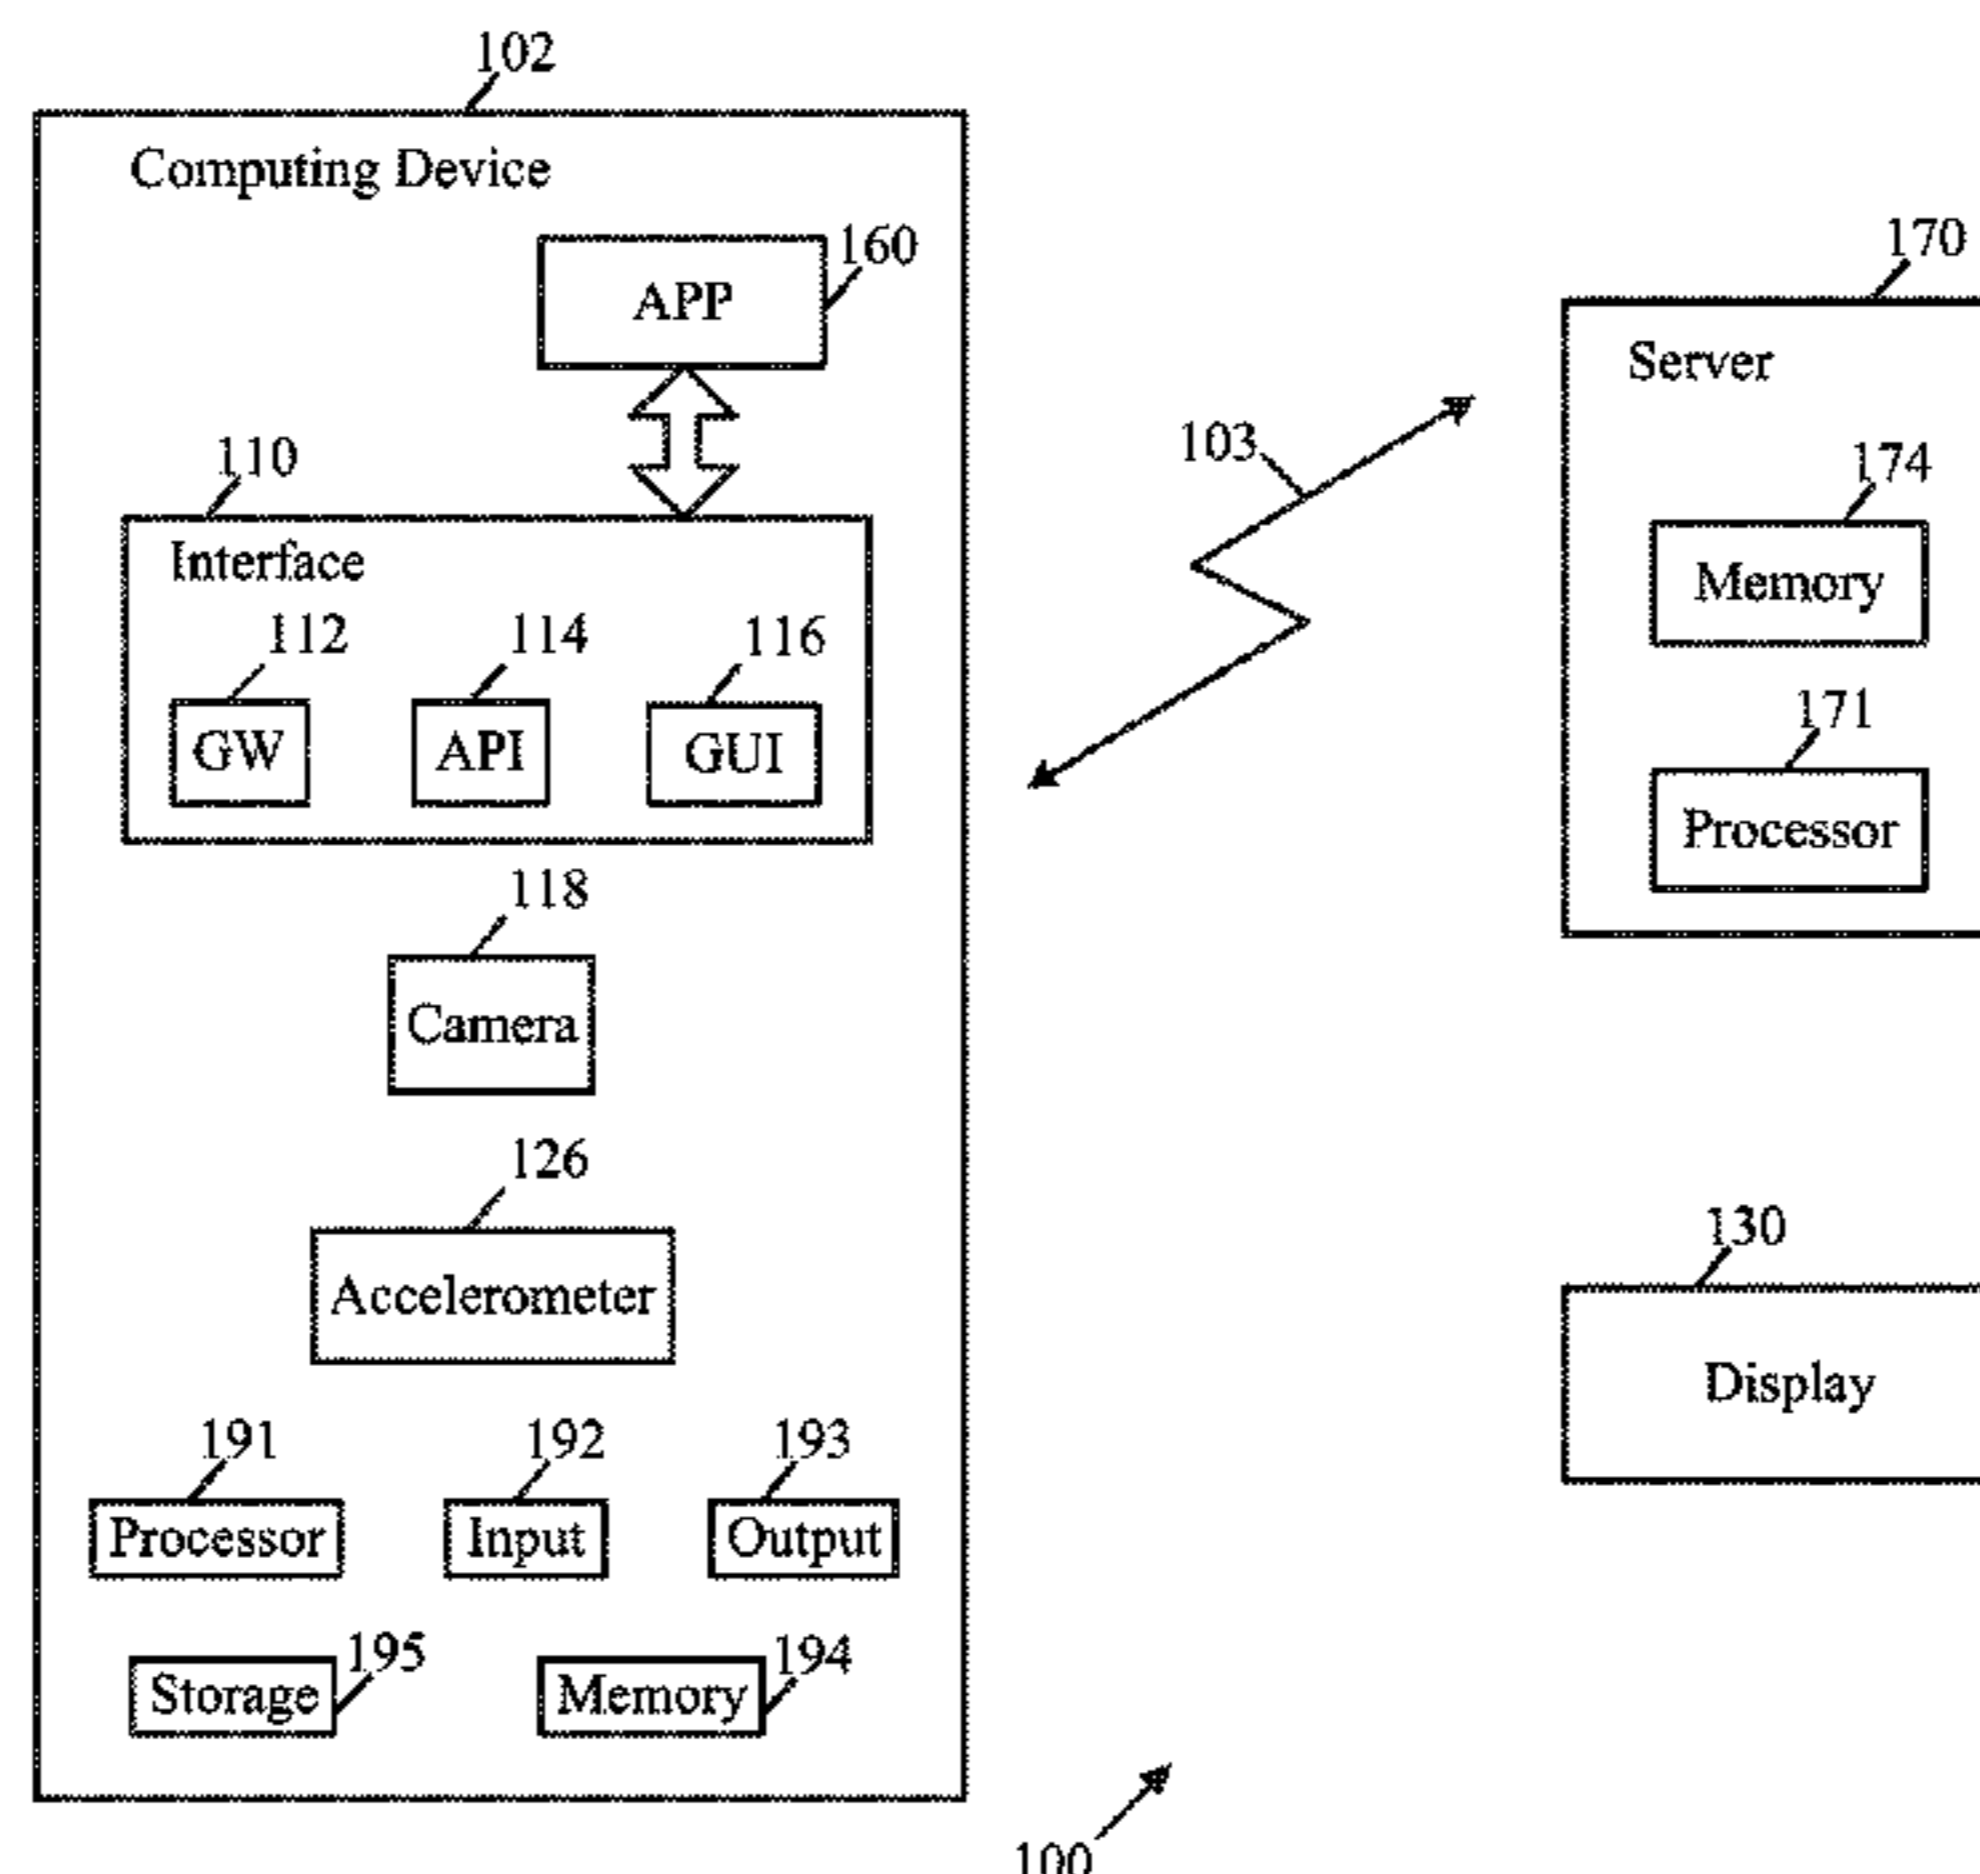 102
Computing Device
160
APP
110
Interface
112 114 116
GW API GUI
118
Camera
126
Accelerometer
191 192 193
Processor Input Output
195 194
Storage Memory
103
170
Server
174
Memory
171
Processor
130
Display
100